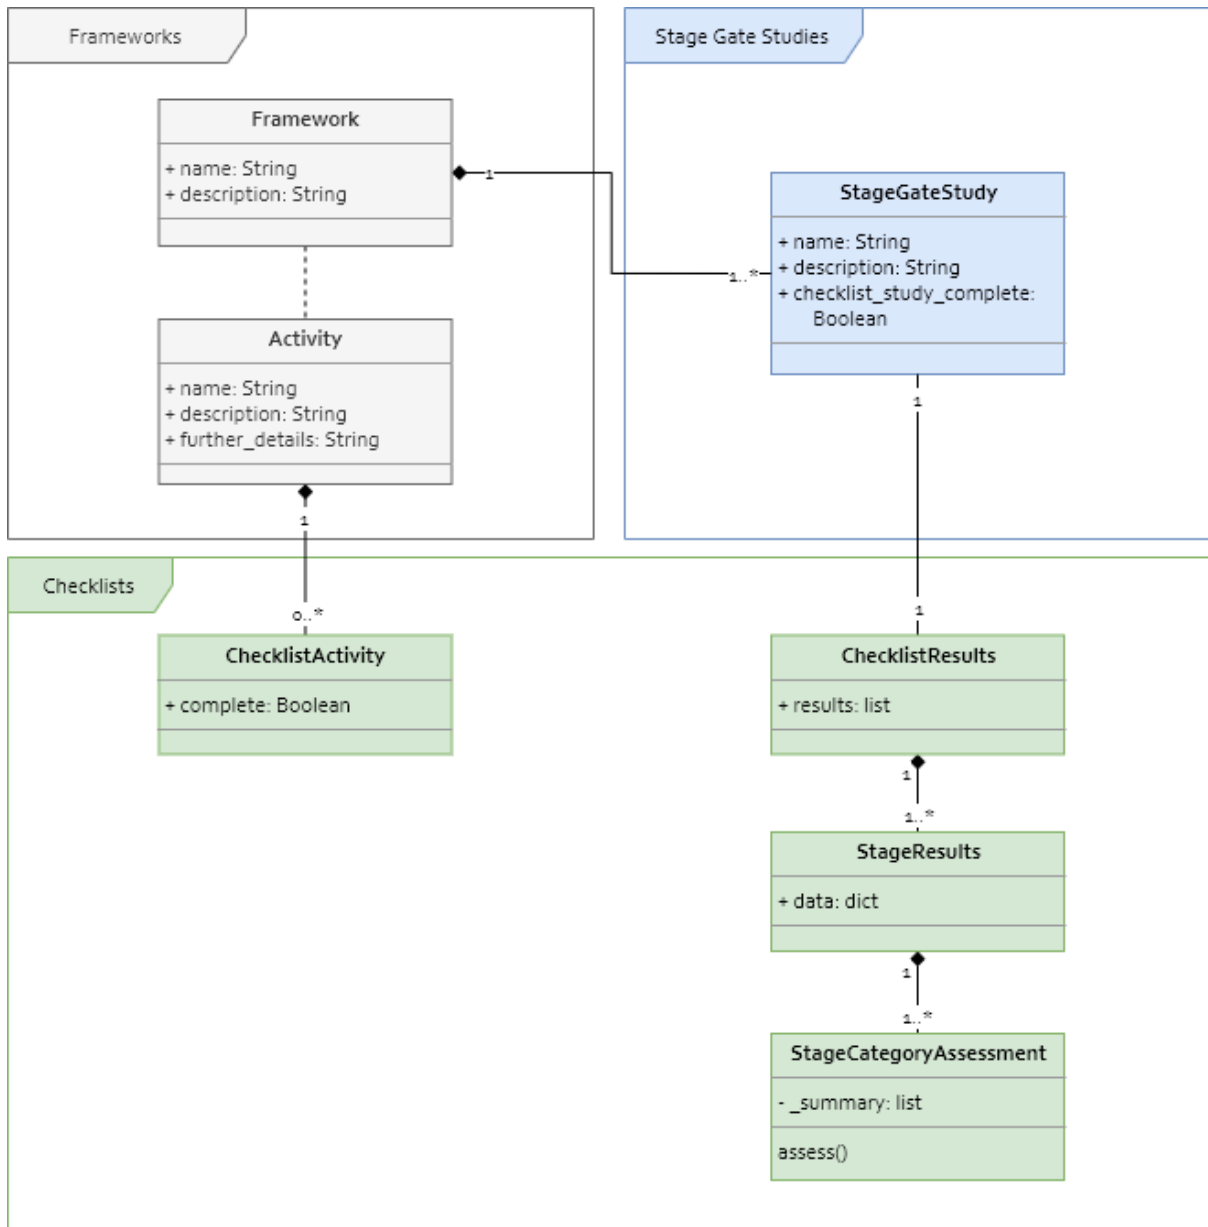 Frameworks
Stage Gate Studies
Framework
+ name: String
+ description: String
1
StageGateStudy
+ name: String
+ description: String
+ checklist_study_complete:
Boolean
1..*
Activity
+ name: String
+ description: String
+ further_details: String
1
1
Checklists
0..*
1
ChecklistActivity
+ complete: Boolean
ChecklistResults
+ results: list
1
1..*
StageResults
+ data: dict
1
1..*
StageCategoryAssessment
- _summary: list
assess()